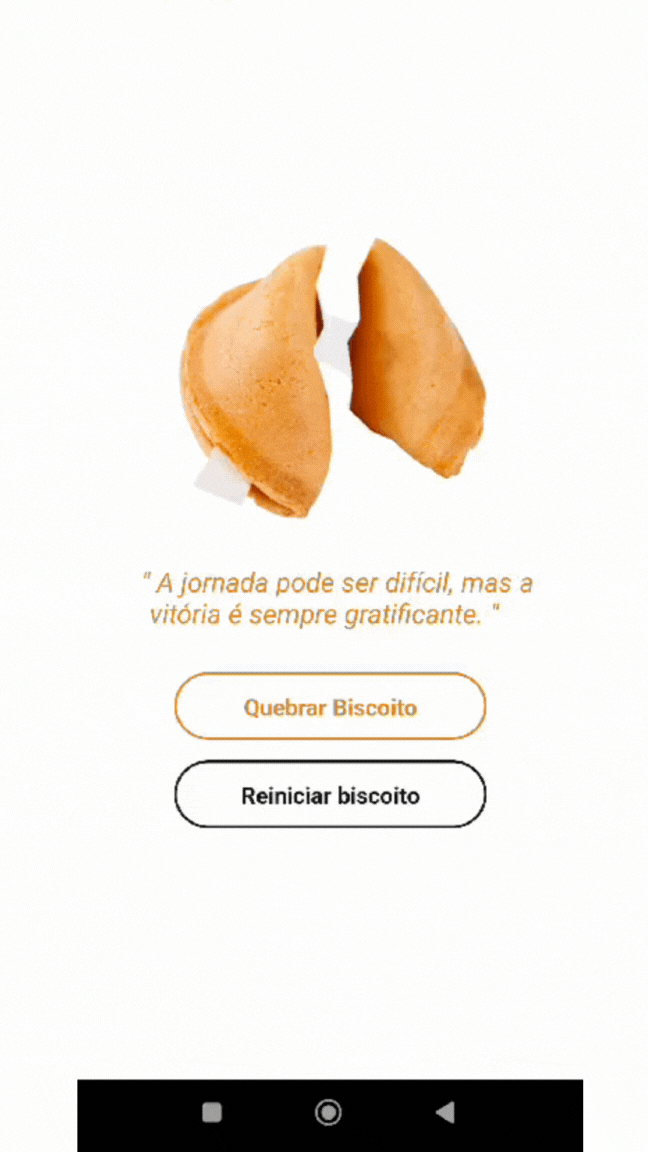 " A jornada pode ser difícil, mas a
vitória é sempre gratificante. "
Quebrar Biscoito
Reiniciar biscoito